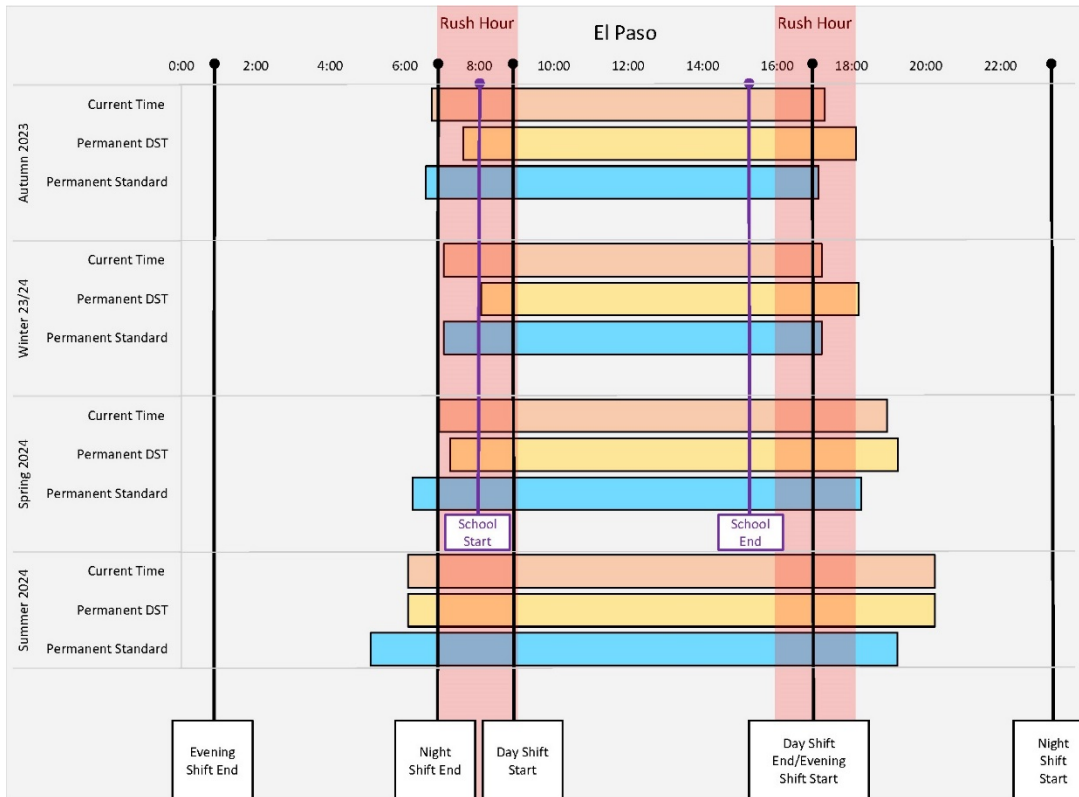 Rush Hour
Rush Hour
El Paso
0:00 2:00 4:00 6:00 8:00 10:00 12:00 14:00 16:00 18:00 20:00 22:00
Autumn 2023
Current Time
Permanent DST
Permanent Standard
Winter 23/24
Current Time
Permanent DST
Permanent Standard
Spring 2024
Current Time
Permanent DST
Permanent Standard
School
Start
School
End
Summer 2024
Current Time
Permanent DST
Permanent Standard
Evening
Shift End
Night
Shift End
Day Shift
Start
Day Shift
End/Evening
Shift Start
Night
Shift
Start